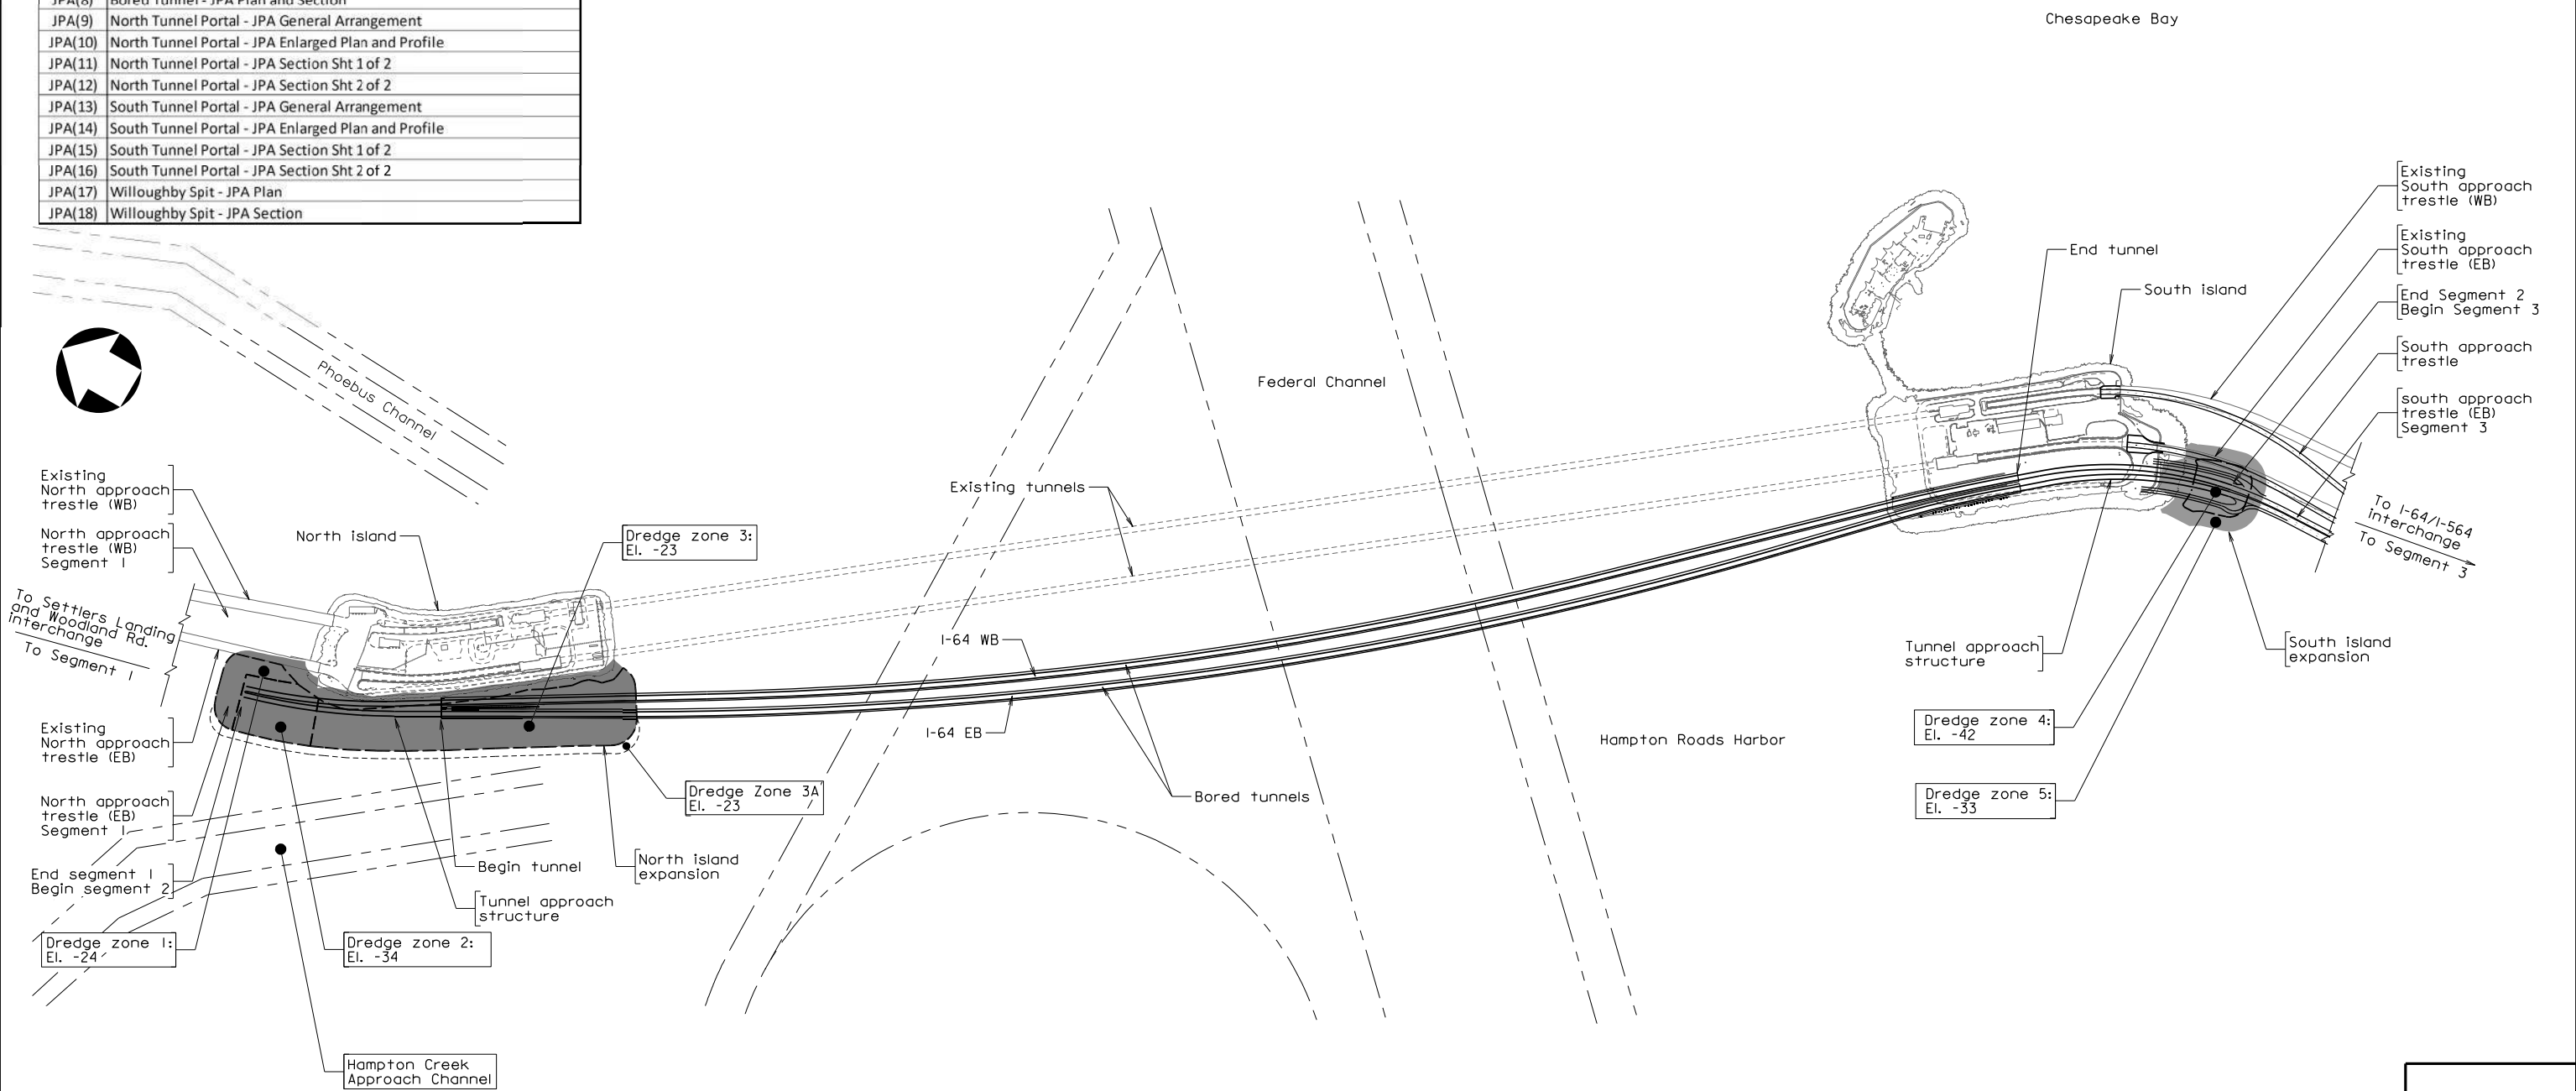 JPA(8) Bored Tunnel - JPA Plan and Section
JPA(9) North Tunnel Portal - JPA General Arrangement
JPA(10) North Tunnel Portal - JPA Enlarged Plan and Profile
JPA(11) North Tunnel Portal - JPA Section Sht 1 of 2
JPA(12) North Tunnel Portal - JPA Section Sht 2 of 2
JPA(13) South Tunnel Portal - JPA General Arrangement
JPA(14) South Tunnel Portal - JPA Enlarged Plan and Profile
JPA(15) South Tunnel Portal - JPA Section Sht 1 of 2
JPA(16) South Tunnel Portal - JPA Section Sht 2 of 2
JPA(17) Willoughby Spit - JPA Plan
JPA(18) Willoughby Spit - JPA Section
Chesapeake Bay
Phoebus Channel
Federal Channel
Hampton Roads Harbor
Existing
North approach
trestle (WB)
North approach
trestle (WB)
Segment 1
To Settlers Landing
and Woodland Rd.
interchange
To Segment 1
Existing
North approach
trestle (EB)
North approach
trestle (EB)
Segment 1
End segment 1
Begin segment 2
Dredge zone 1:
El. -24
Dredge zone 2:
El. -34
Hampton Creek
Approach Channel
North island
Dredge zone 3:
El. -23
Dredge Zone 3A
El. -23
North island
expansion
Begin tunnel
Tunnel approach
structure
Existing tunnels
I-64 WB
I-64 EB
Bored tunnels
End tunnel
South island
Existing
South approach
trestle (WB)
Existing
South approach
trestle (EB)
End Segment 2
Begin Segment 3
South approach
trestle
south approach
trestle (EB)
Segment 3
To I-64/I-564
interchange
To Segment 3
South island
expansion
Tunnel approach
structure
Dredge zone 4:
El. -42
Dredge zone 5:
El. -33